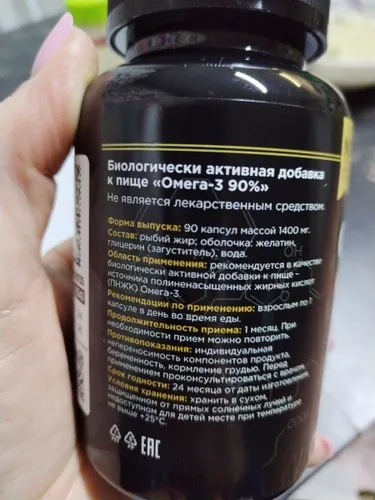 Биологически активная добавка
к пище «Омега-3 90%»
Не является лекарственным средством.
Форма выпуска: 90 капсул массой 1400 мг.
Состав: рыбий жир; оболочка: желатин,
глицерин (загуститель), вода.
Область применения: рекомендуется в качестве
биологически активной добавки к пище –
источника полиненасыщенных жирных кислот
(ПНЖК) Омега-3.
Рекомендации по применению: взрослым по 1
капсуле в день во время еды.
Продолжительность приема: 1 месяц. При
необходимости прием можно повторить.
Противопоказания: индивидуальная
непереносимость компонентов продукта,
беременность, кормление грудью. Перед
применением проконсультироваться с врачом.
Срок годности: 24 месяца от даты изготовления.
Условия хранения: хранить в сухом,
защищенном от прямых солнечных лучей и
недоступном для детей месте при температуре
не выше +25°С.
EAC
OH